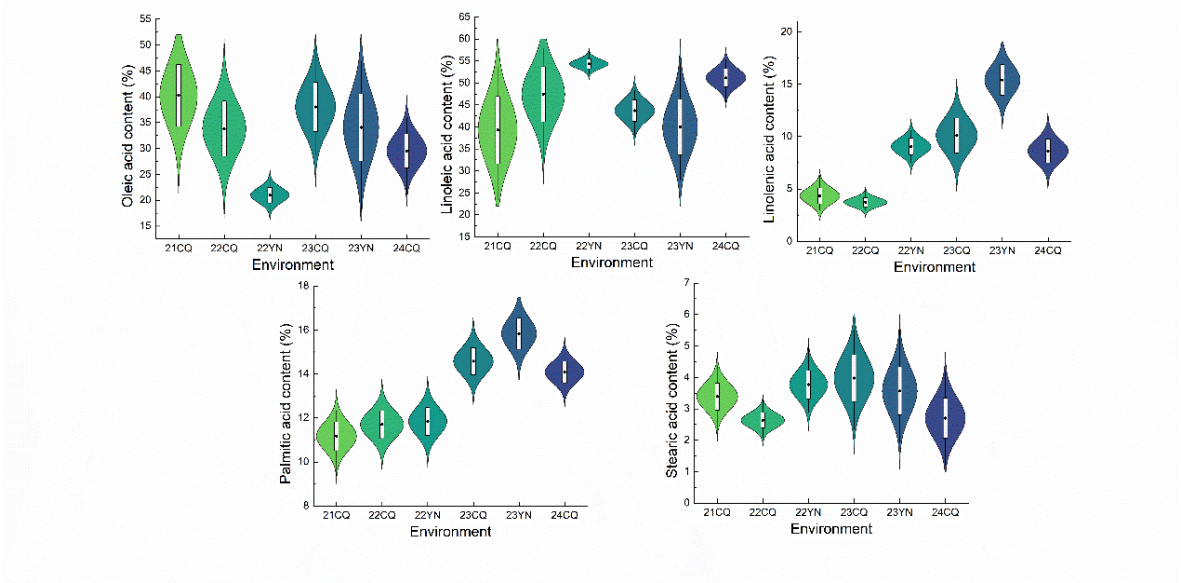 Oleic acid content (%)
55
50
45
40
35
30
25
20
15
21CQ 22CQ 22YN 23CQ 23YN 24CQ
Environment
Linoleic acid content (%)
65
60
55
50
45
40
35
30
25
20
15
21CQ 22CQ 22YN 23CQ 23YN 24CQ
Environment
Linolenic acid content (%)
20
15
10
5
0
21CQ 22CQ 22YN 23CQ 23YN 24CQ
Environment
Palmitic acid content (%)
18
16
14
12
10
8
21CQ 22CQ 22YN 23CQ 23YN 24CQ
Environment
Stearic acid content (%)
7
6
5
4
3
2
1
0
21CQ 22CQ 22YN 23CQ 23YN 24CQ
Environment